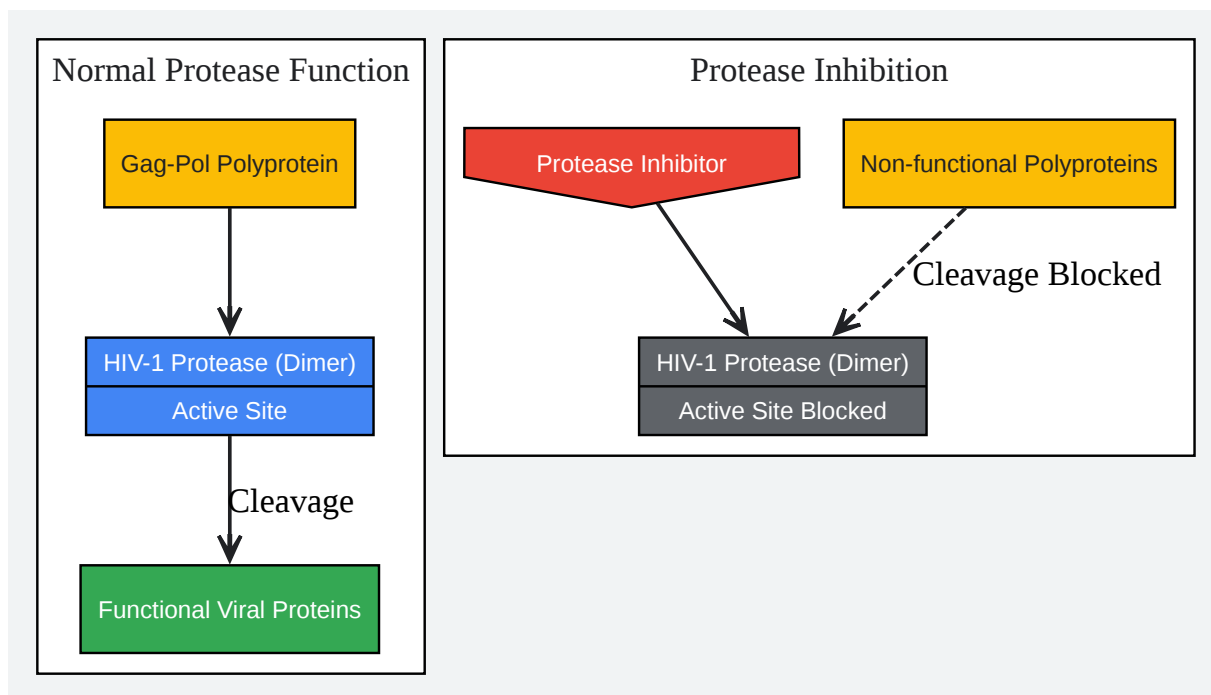 Normal Protease Function
Gag-Pol Polyprotein
HIV-1 Protease (Dimer)
Active Site
Cleavage
Functional Viral Proteins
Protease Inhibition
Protease Inhibitor
Non-functional Polyproteins
Cleavage Blocked
HIV-1 Protease (Dimer)
Active Site Blocked